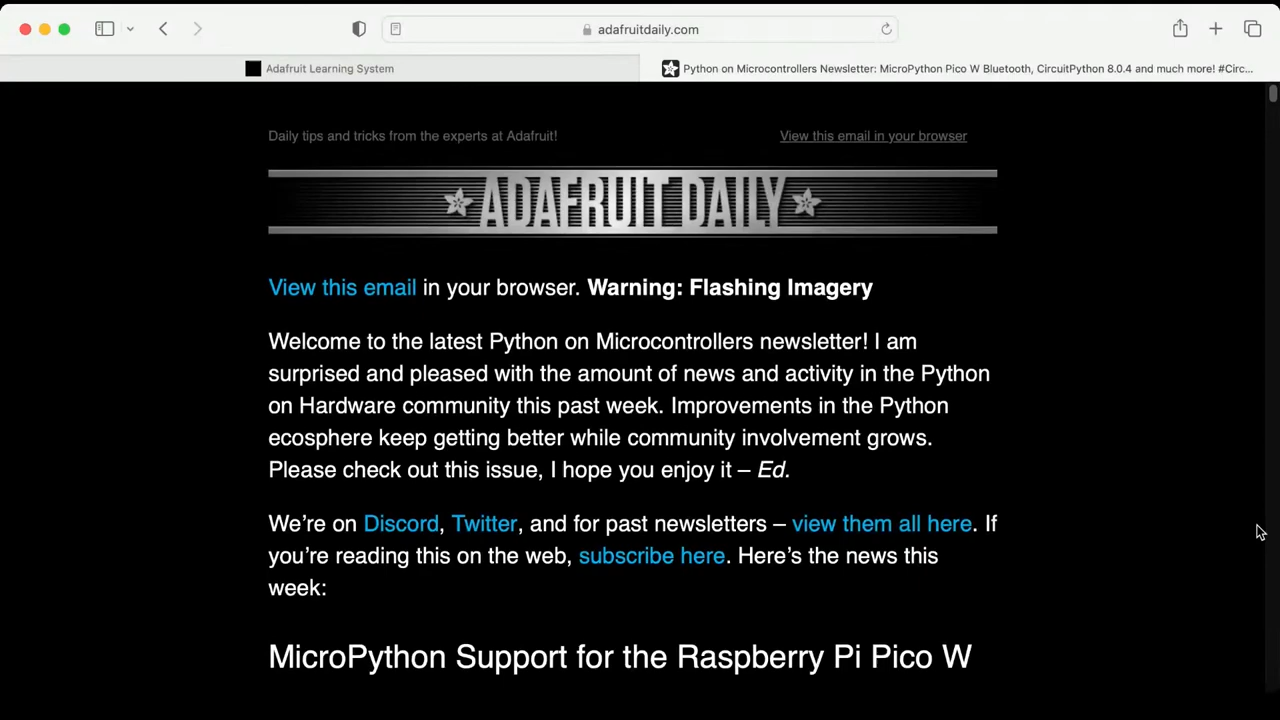 adafruitdaily.com
Adafruit Learning System
Python on Microcontrollers Newsletter: MicroPython Pico W Bluetooth, CircuitPython 8.0.4 and much more! #Circ...
Daily tips and tricks from the experts at Adafruit!
View this email in your browser
ADAFRUIT DAILY
View this email in your browser. Warning: Flashing Imagery
Welcome to the latest Python on Microcontrollers newsletter! I am
surprised and pleased with the amount of news and activity in the Python
on Hardware community this past week. Improvements in the Python
ecosphere keep getting better while community involvement grows.
Please check out this issue, I hope you enjoy it – Ed.
We’re on Discord, Twitter, and for past newsletters – view them all here. If
you’re reading this on the web, subscribe here. Here’s the news this
week:
MicroPython Support for the Raspberry Pi Pico W